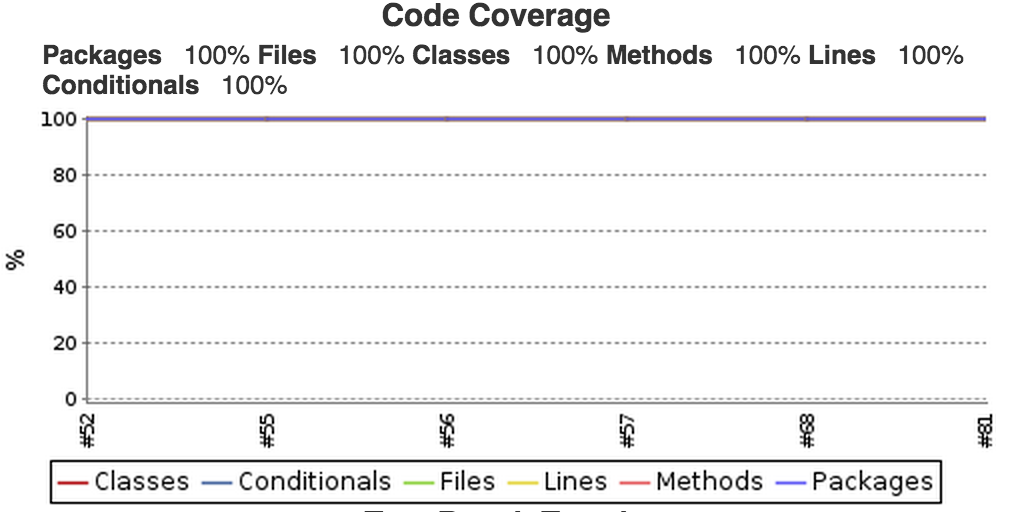 Code Coverage
Packages 100% Files 100% Classes 100% Methods 100% Lines 100%
Conditionals 100%
100
80
60
40
20
0
%
#52 #55 #56 #57 #68 #81
Classes Conditionals Files Lines Methods Packages